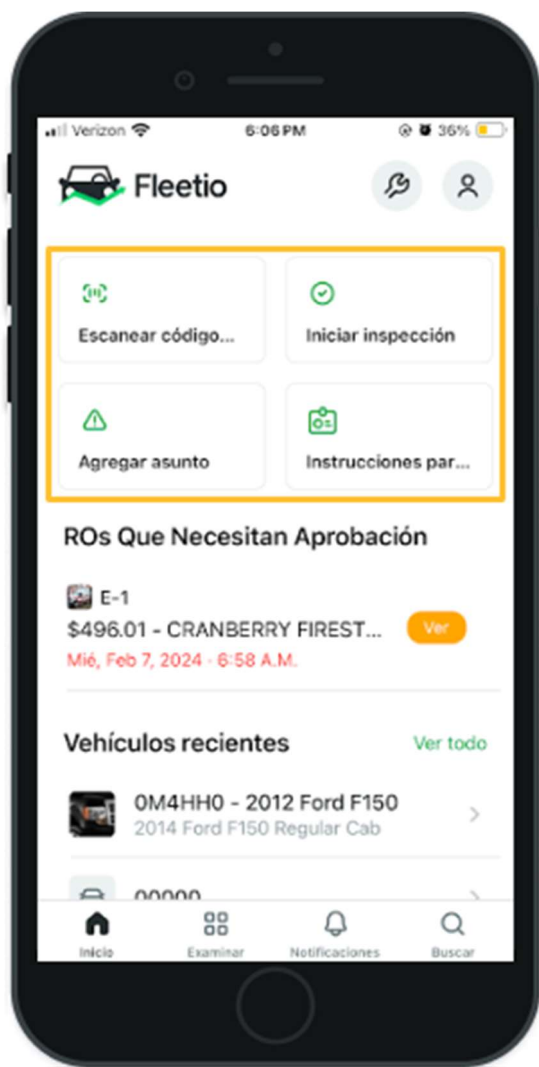 Verizon 6:06 PM 36%
Fleetio
Escanear código... Iniciar inspección
Agregar asunto Instrucciones par...
ROs Que Necesitan Aprobación
E-1
$496.01 - CRANBERRY FIREST... Ver
Mié, Feb 7, 2024 - 6:58 A.M.
Vehículos recientes Ver todo
0M4HH0 - 2012 Ford F150
2014 Ford F150 Regular Cab
00000
Inicio Examinar Notificaciones Buscar